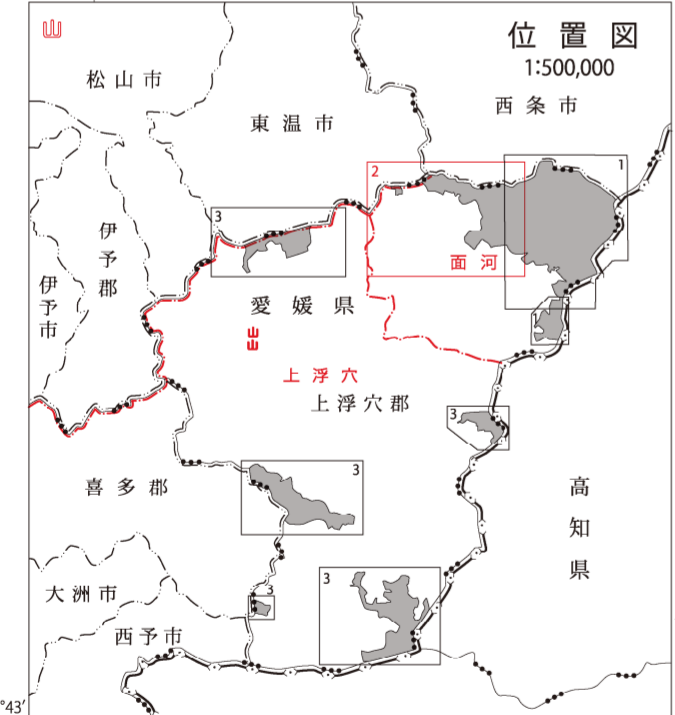 位置図
1:500,000
松山市
東温市
西条市
2
1
3
伊予郡
伊予市
面河
愛媛県
1
上浮穴
上浮穴郡
3
喜多郡
3
高知県
大洲市
3
3
西予市
°43′